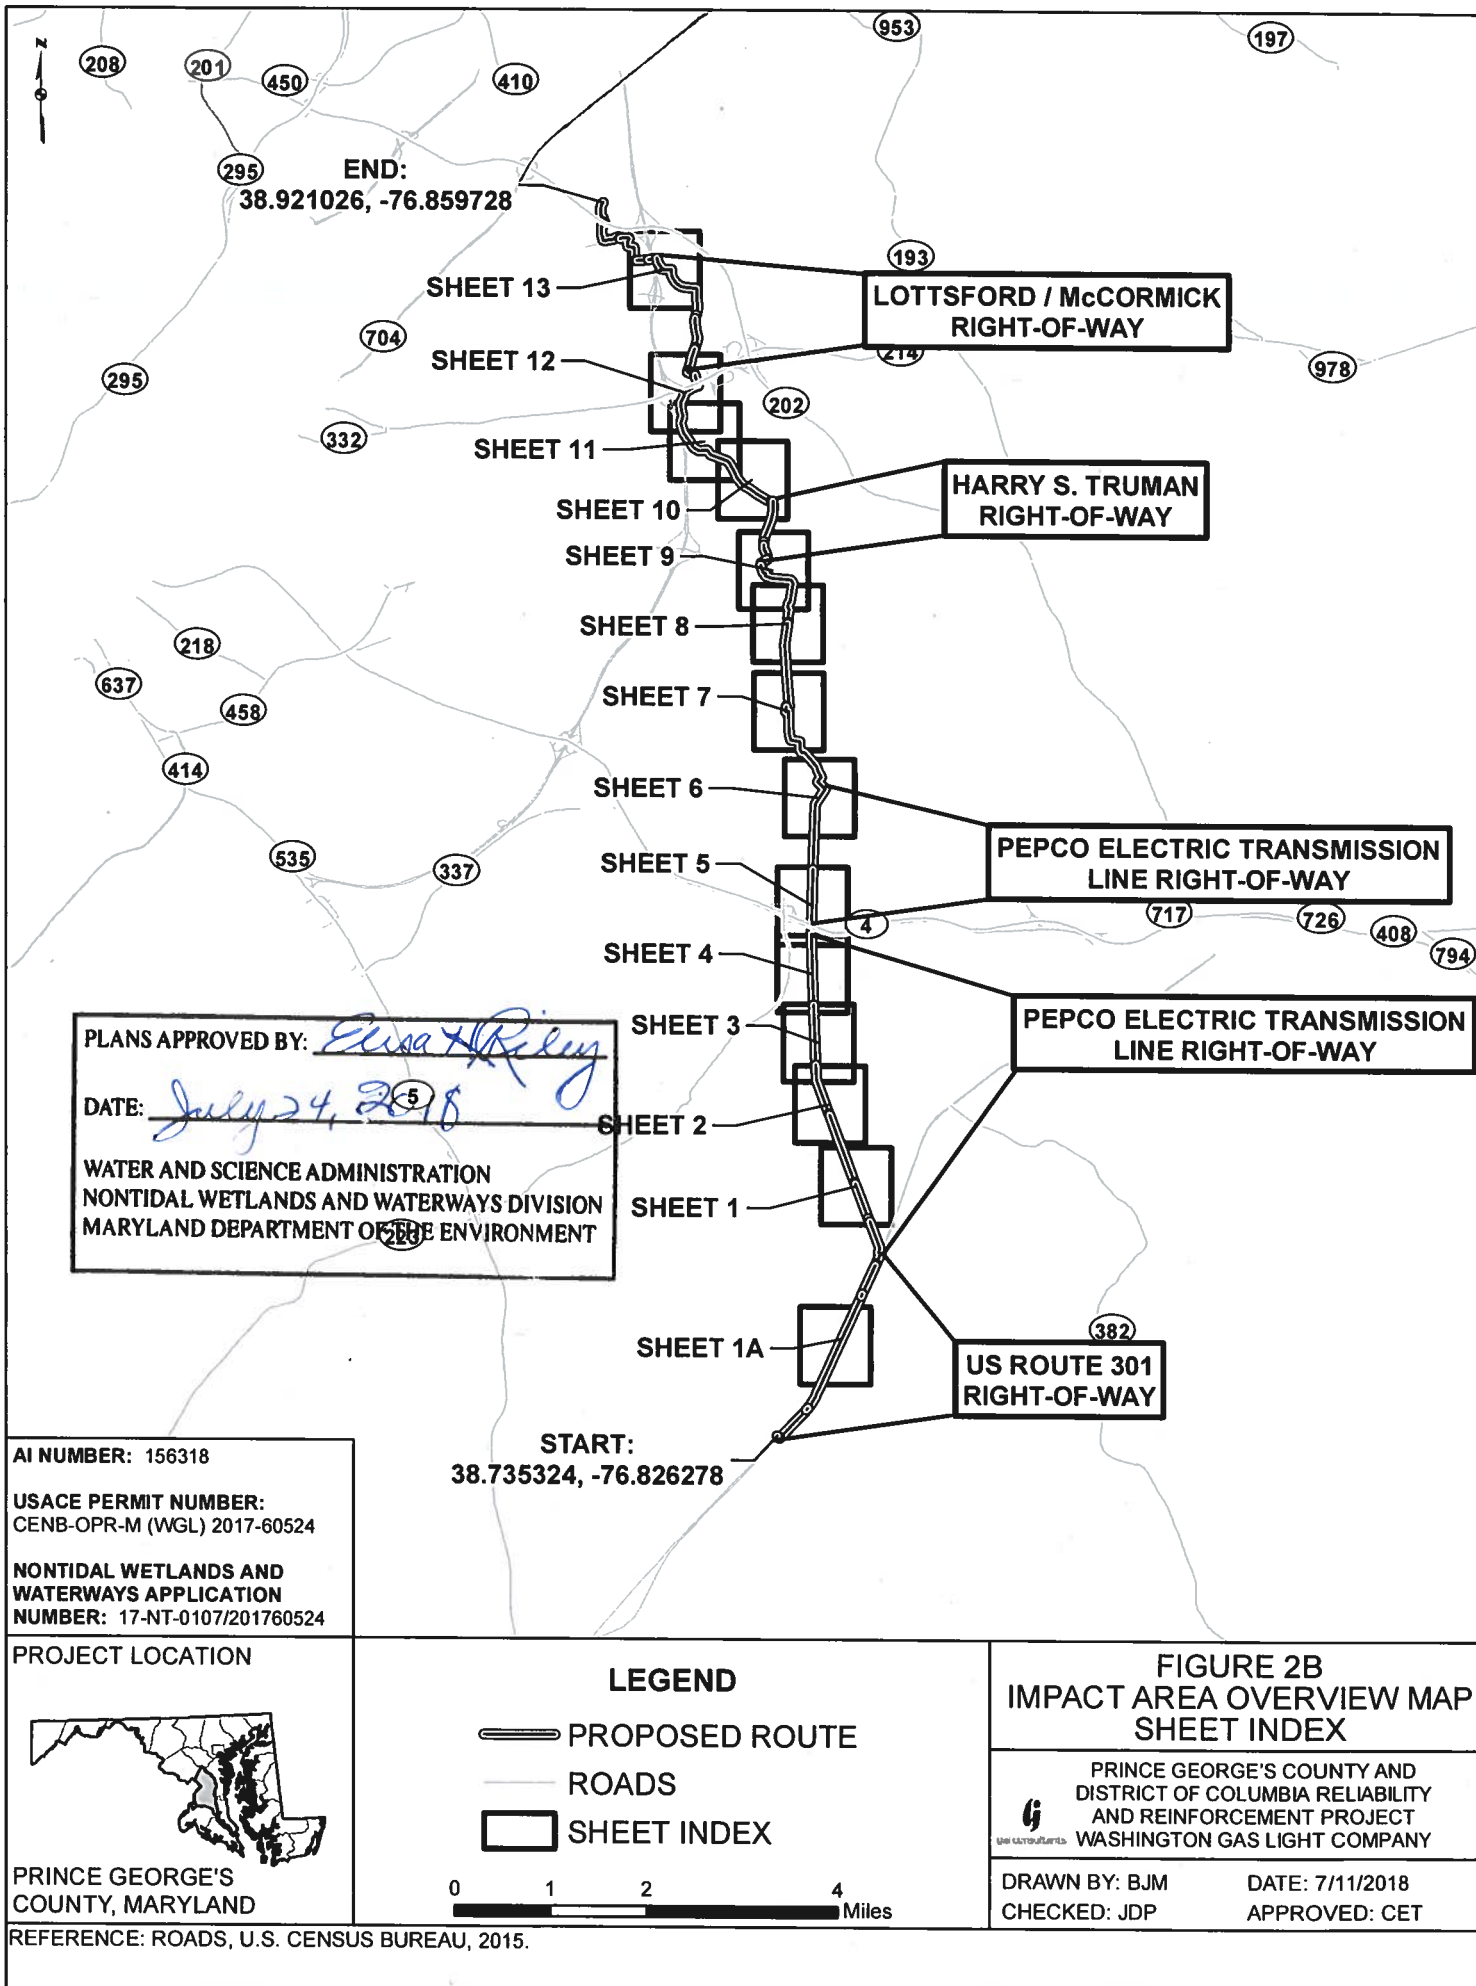 N
208
201
450
410
953
197
295
END:
38.921026, -76.859728
193
SHEET 13
LOTTSFORD / McCORMICK
RIGHT-OF-WAY
704
SHEET 12
214
978
295
202
332
SHEET 11
HARRY S. TRUMAN
RIGHT-OF-WAY
SHEET 10
SHEET 9
SHEET 8
218
637
458
SHEET 7
414
SHEET 6
PEPCO ELECTRIC TRANSMISSION
LINE RIGHT-OF-WAY
535
337
SHEET 5
4
717
726
408
794
SHEET 4
PEPCO ELECTRIC TRANSMISSION
LINE RIGHT-OF-WAY
SHEET 3
PLANS APPROVED BY: Elisa H Riley
DATE: July 24, 2018
5
SHEET 2
WATER AND SCIENCE ADMINISTRATION
NONTIDAL WETLANDS AND WATERWAYS DIVISION
MARYLAND DEPARTMENT OF THE ENVIRONMENT
223
SHEET 1
382
SHEET 1A
US ROUTE 301
RIGHT-OF-WAY
START:
38.735324, -76.826278
AI NUMBER: 156318
USACE PERMIT NUMBER:
CENB-OPR-M (WGL) 2017-60524
NONTIDAL WETLANDS AND
WATERWAYS APPLICATION
NUMBER: 17-NT-0107/201760524
PROJECT LOCATION
PRINCE GEORGE'S
COUNTY, MARYLAND
LEGEND
PROPOSED ROUTE
ROADS
SHEET INDEX
0 1 2 4
Miles
FIGURE 2B
IMPACT AREA OVERVIEW MAP
SHEET INDEX
PRINCE GEORGE'S COUNTY AND
DISTRICT OF COLUMBIA RELIABILITY
AND REINFORCEMENT PROJECT
WASHINGTON GAS LIGHT COMPANY
gai consultants
DRAWN BY: BJM DATE: 7/11/2018
CHECKED: JDP APPROVED: CET
REFERENCE: ROADS, U.S. CENSUS BUREAU, 2015.